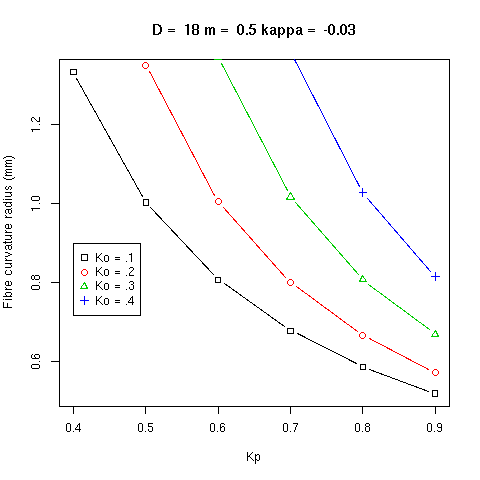 D = 18 m = 0.5 kappa = -0.03
Fibre curvature radius (mm)
1.2
1.0
0.8
0.6
Ko = .1
Ko = .2
Ko = .3
Ko = .4
0.4 0.5 0.6 0.7 0.8 0.9
Kp